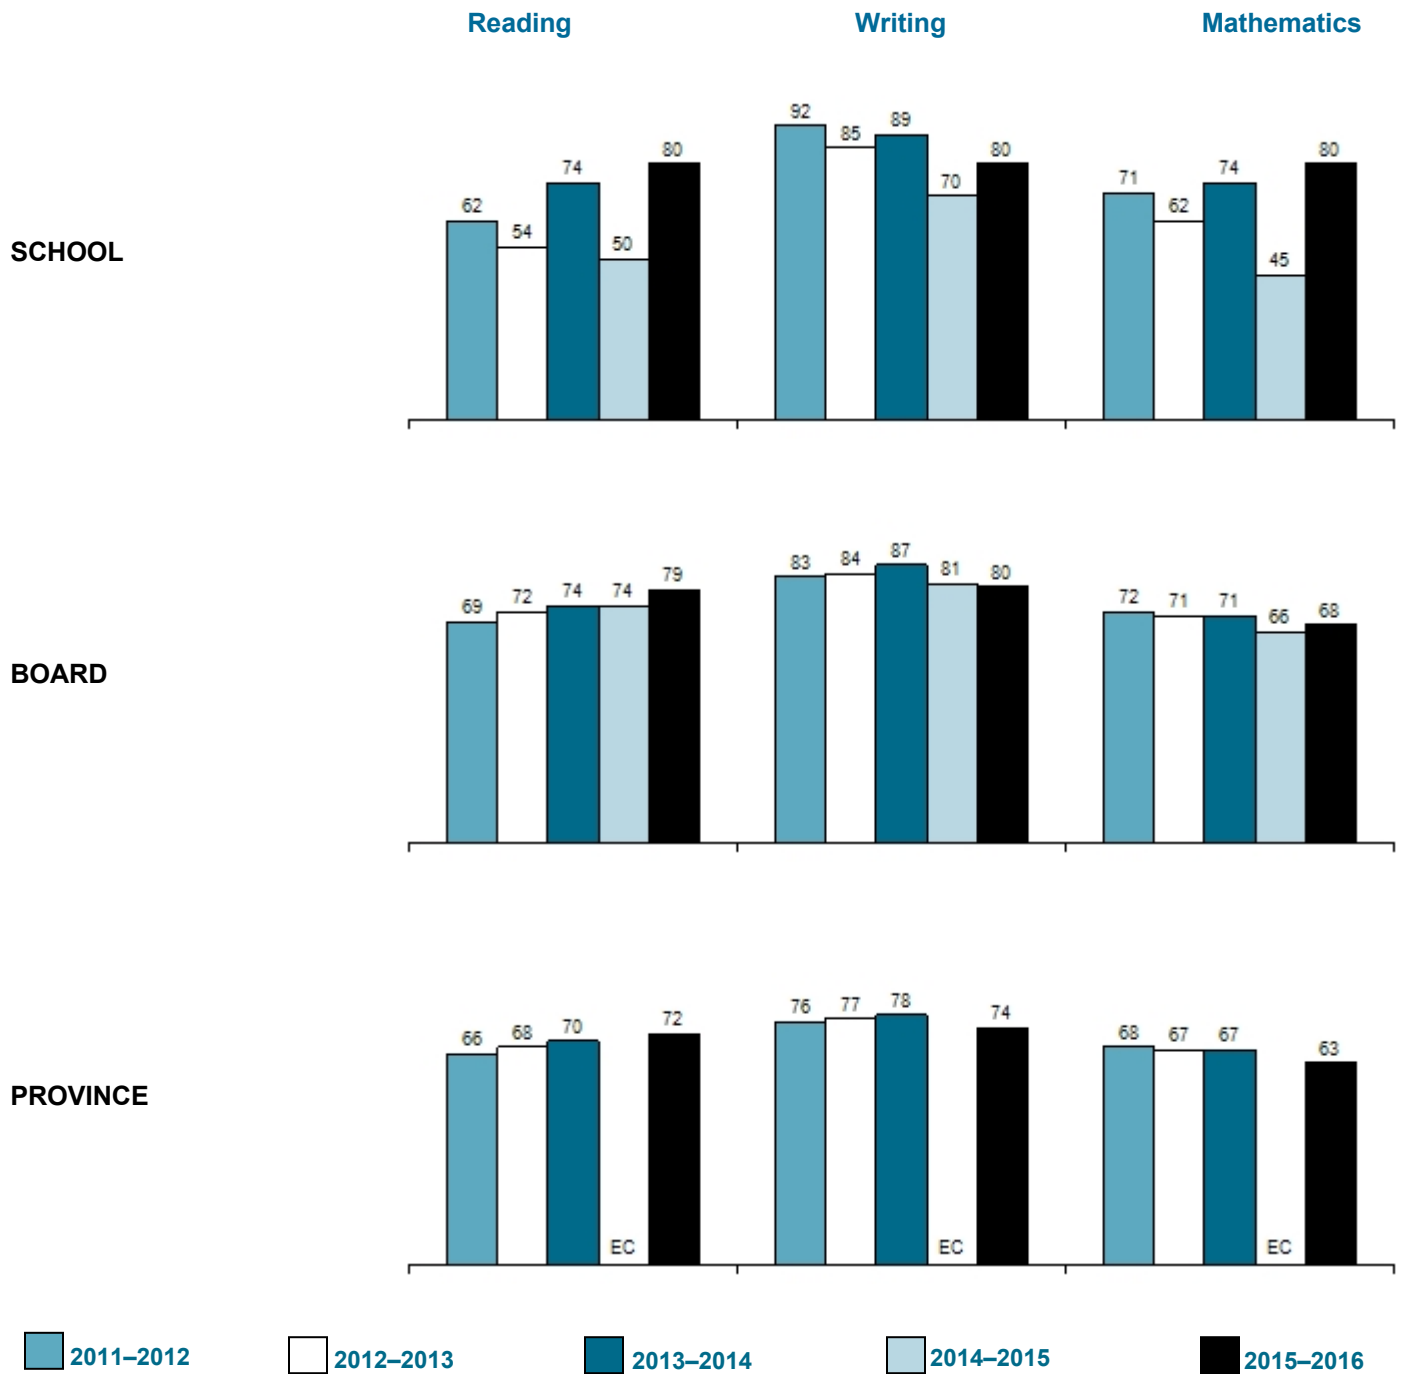 Reading Writing Mathematics
SCHOOL
62 54 74 50 80 92 85 89 70 80 71 62 74 45 80
BOARD
69 72 74 74 79 83 84 87 81 80 72 71 71 66 68
PROVINCE
66 68 70 EC 72 76 77 78 EC 74 68 67 67 EC 63
2011–2012 2012–2013 2013–2014 2014–2015 2015–2016